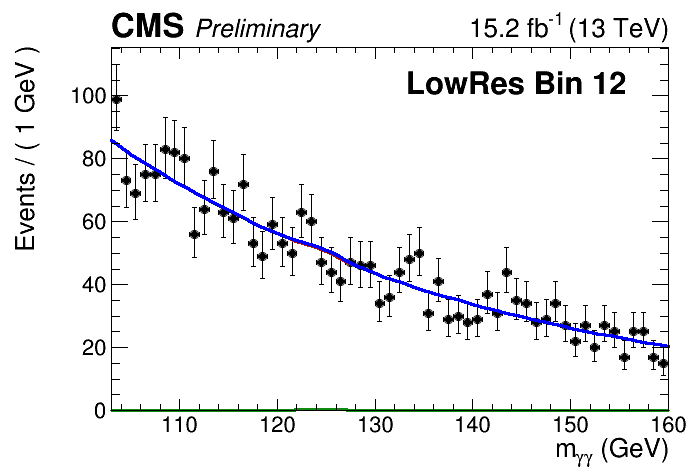 CMS Preliminary 15.2 fb⁻¹ (13 TeV)
LowRes Bin 12
Events / ( 1 GeV )
100
80
60
40
20
0
110 120 130 140 150 160
mγγ (GeV)